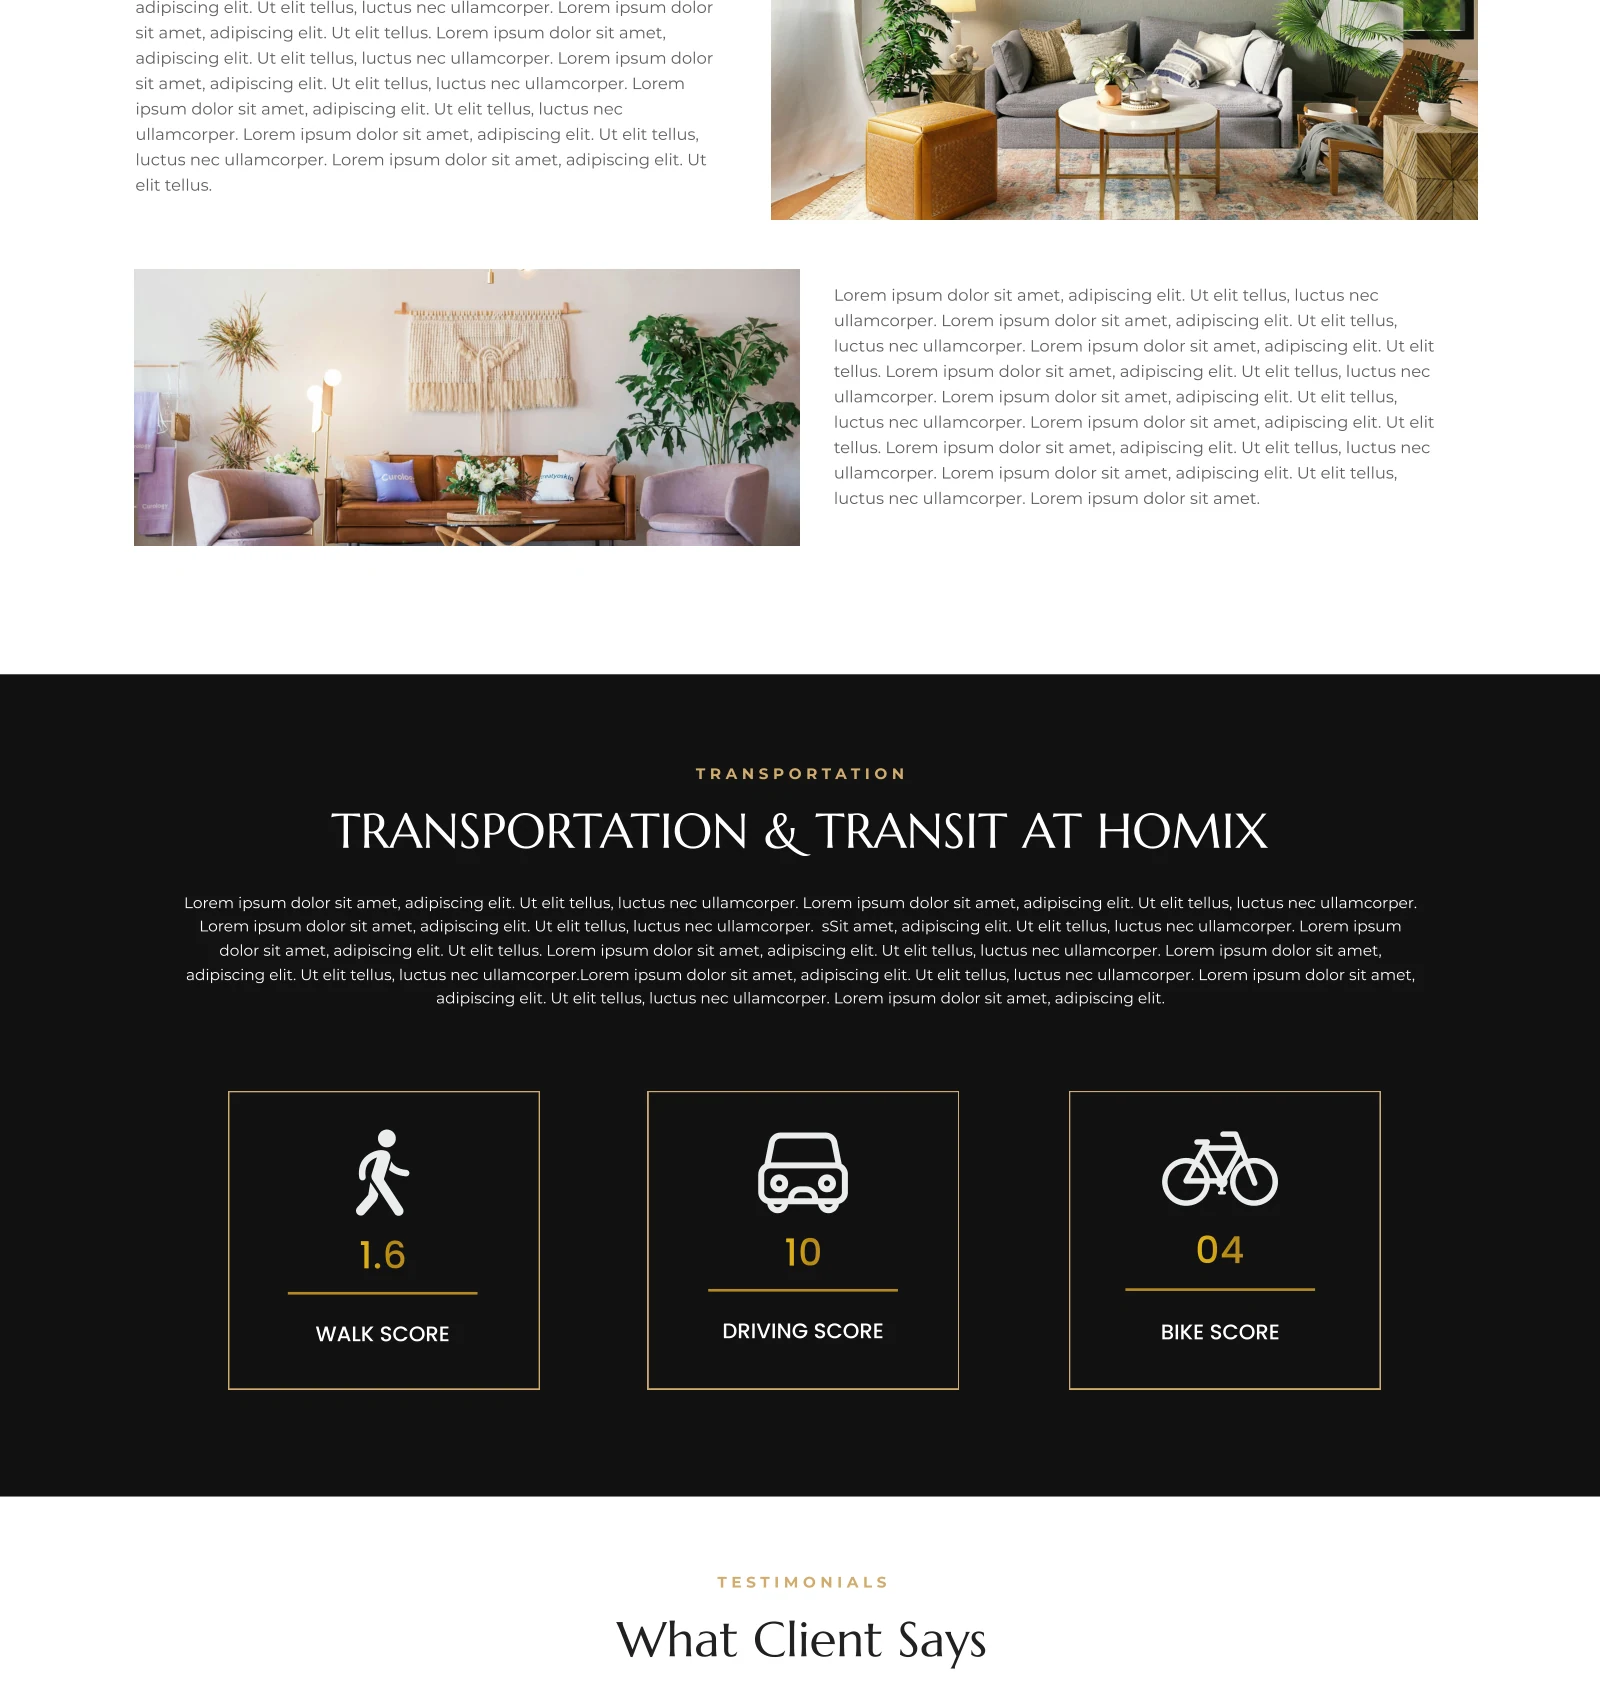 adipiscing elit. Ut elit tellus, luctus nec ullamcorper. Lorem ipsum dolor
sit amet, adipiscing elit. Ut elit tellus. Lorem ipsum dolor sit amet,
adipiscing elit. Ut elit tellus, luctus nec ullamcorper. Lorem ipsum dolor
sit amet, adipiscing elit. Ut elit tellus, luctus nec ullamcorper. Lorem
ipsum dolor sit amet, adipiscing elit. Ut elit tellus, luctus nec
ullamcorper. Lorem ipsum dolor sit amet, adipiscing elit. Ut elit tellus,
luctus nec ullamcorper. Lorem ipsum dolor sit amet, adipiscing elit. Ut
elit tellus.
Lorem ipsum dolor sit amet, adipiscing elit. Ut elit tellus, luctus nec
ullamcorper. Lorem ipsum dolor sit amet, adipiscing elit. Ut elit tellus,
luctus nec ullamcorper. Lorem ipsum dolor sit amet, adipiscing elit. Ut elit
tellus. Lorem ipsum dolor sit amet, adipiscing elit. Ut elit tellus, luctus nec
ullamcorper. Lorem ipsum dolor sit amet, adipiscing elit. Ut elit tellus,
luctus nec ullamcorper. Lorem ipsum dolor sit amet, adipiscing elit. Ut elit
tellus. Lorem ipsum dolor sit amet, adipiscing elit. Ut elit tellus, luctus nec
ullamcorper. Lorem ipsum dolor sit amet, adipiscing elit. Ut elit tellus,
luctus nec ullamcorper. Lorem ipsum dolor sit amet.
TRANSPORTATION
TRANSPORTATION & TRANSIT AT HOMIX
Lorem ipsum dolor sit amet, adipiscing elit. Ut elit tellus, luctus nec ullamcorper. Lorem ipsum dolor sit amet, adipiscing elit. Ut elit tellus, luctus nec ullamcorper.
Lorem ipsum dolor sit amet, adipiscing elit. Ut elit tellus, luctus nec ullamcorper.  sSit amet, adipiscing elit. Ut elit tellus, luctus nec ullamcorper. Lorem ipsum
dolor sit amet, adipiscing elit. Ut elit tellus. Lorem ipsum dolor sit amet, adipiscing elit. Ut elit tellus, luctus nec ullamcorper. Lorem ipsum dolor sit amet,
adipiscing elit. Ut elit tellus, luctus nec ullamcorper.Lorem ipsum dolor sit amet, adipiscing elit. Ut elit tellus, luctus nec ullamcorper. Lorem ipsum dolor sit amet,
adipiscing elit. Ut elit tellus, luctus nec ullamcorper. Lorem ipsum dolor sit amet, adipiscing elit.
1.6
WALK SCORE
10
DRIVING SCORE
04
BIKE SCORE
TESTIMONIALS
What Client Says